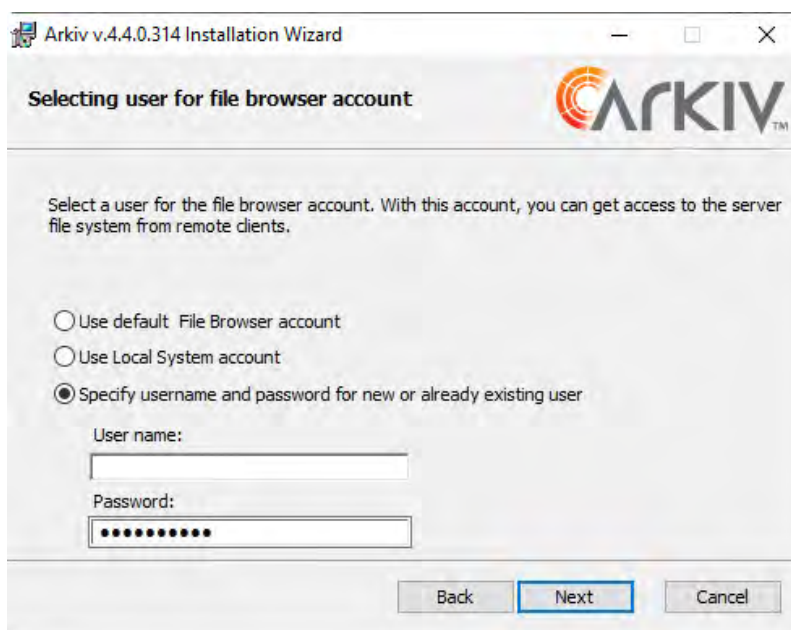 Arkiv v.4.4.0.314 Installation Wizard
Selecting user for file browser account
ARKIV
TM
Select a user for the file browser account. With this account, you can get access to the server
file system from remote clients.
Use default File Browser account
Use Local System account
Specify username and password for new or already existing user
User name:
Password:
••••••••••
Back Next Cancel